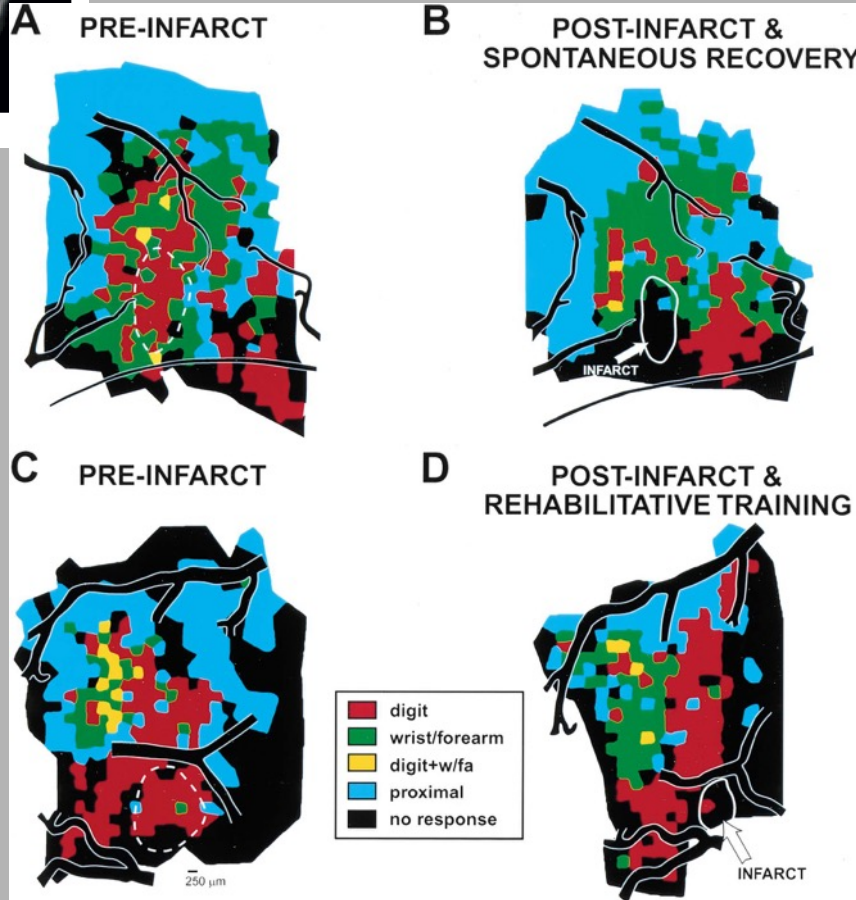 A
PRE-INFARCT
B
POST-INFARCT &
SPONTANEOUS RECOVERY
INFARCT
C
PRE-INFARCT
D
POST-INFARCT &
REHABILITATIVE TRAINING
digit
wrist/forearm
digit+w/fa
proximal
no response
250 µm
INFARCT